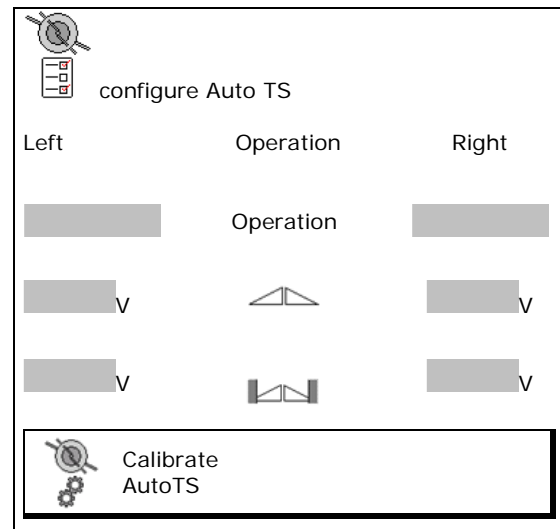 configure Auto TS
Left Operation Right
Operation
V V
V V
Calibrate
AutoTS